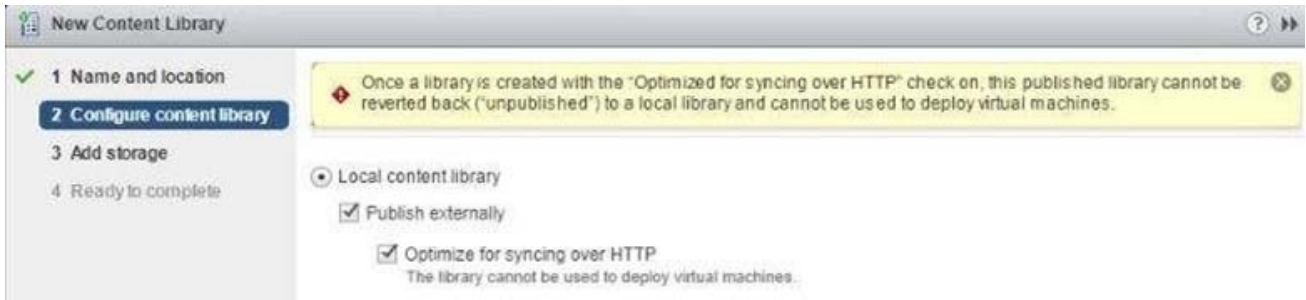 New Content Library
?
1 Name and location
2 Configure content library
3 Add storage
4 Ready to complete
Once a library is created with the "Optimized for syncing over HTTP" check on, this published library cannot be
reverted back ("unpublished") to a local library and cannot be used to deploy virtual machines.
Local content library
Publish externally
Optimize for syncing over HTTP
The library cannot be used to deploy virtual machines.